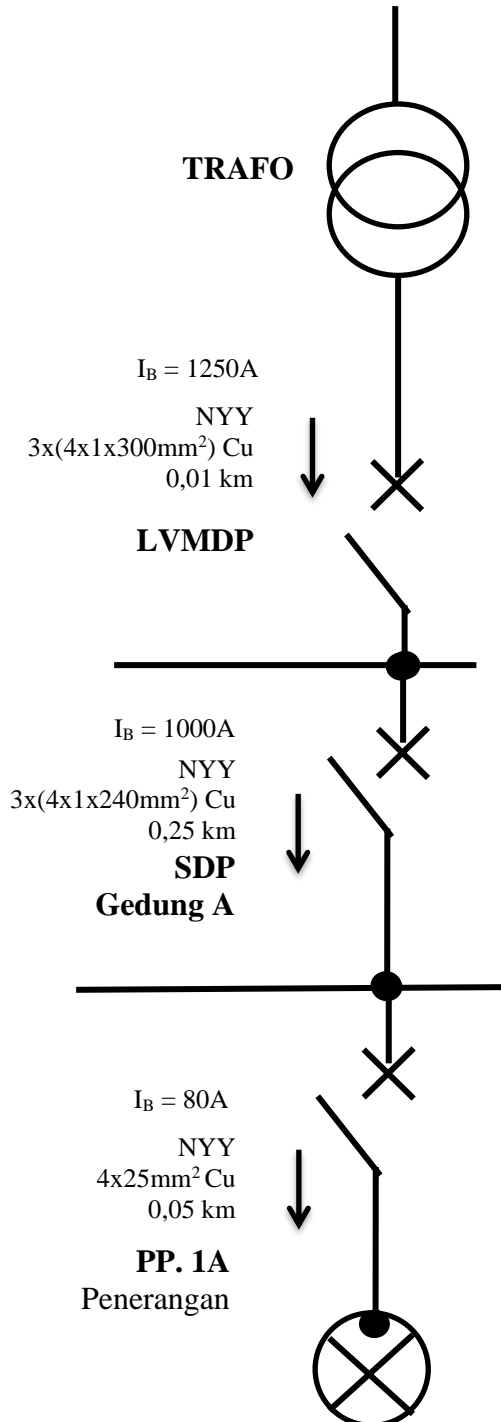 TRAFO
I_B = 1250A
NYY
3x(4x1x300mm²) Cu
0,01 km
LVMDP
I_B = 1000A
NYY
3x(4x1x240mm²) Cu
0,25 km
SDP
Gedung A
I_B = 80A
NYY
4x25mm² Cu
0,05 km
PP. 1A
Penerangan